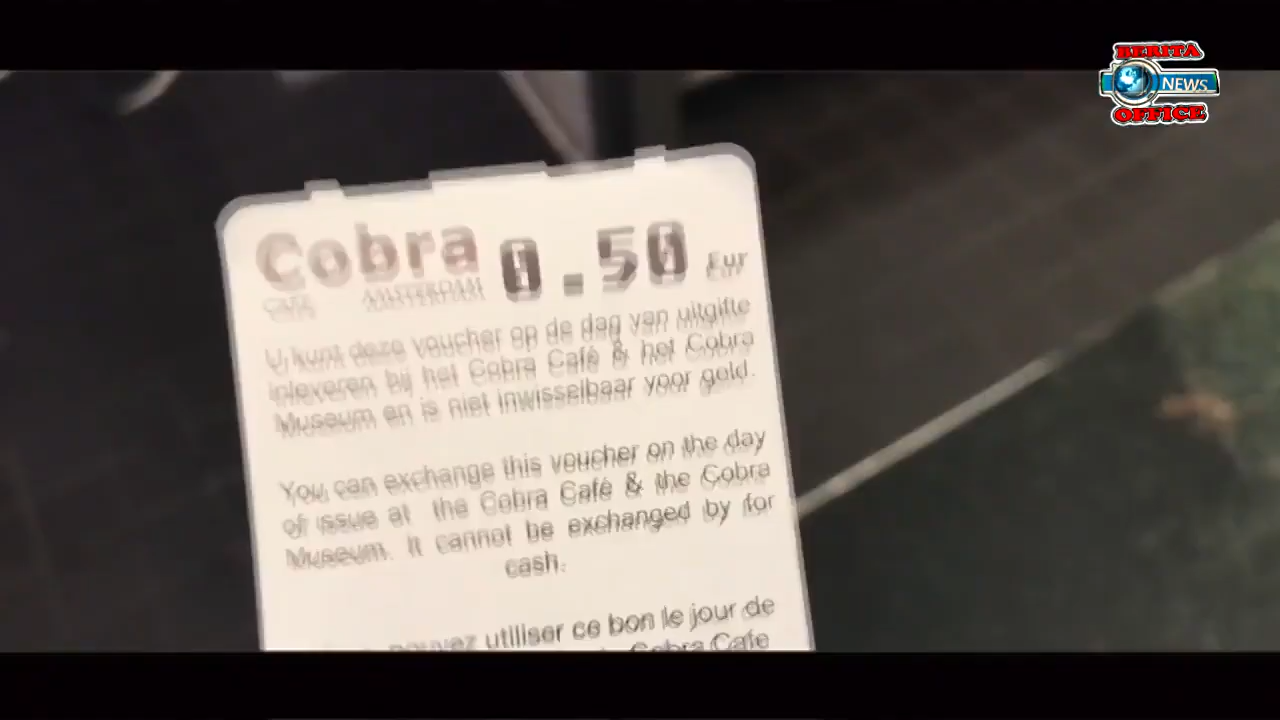 BERITA
NEWS
OFFICE
Cobra 0.50 Eur
CAFE AMSTERDAM
U kunt deze voucher op de dag van uitgifte
inleveren bij het Cobra Café & het Cobra
Museum en is niet inwisselbaar voor geld.
You can exchange this voucher on the day
of issue at the Cobra Café & the Cobra
Museum. It cannot be exchanged by for
cash.
pouvez utiliser ce bon le jour de
Cobra Cafe